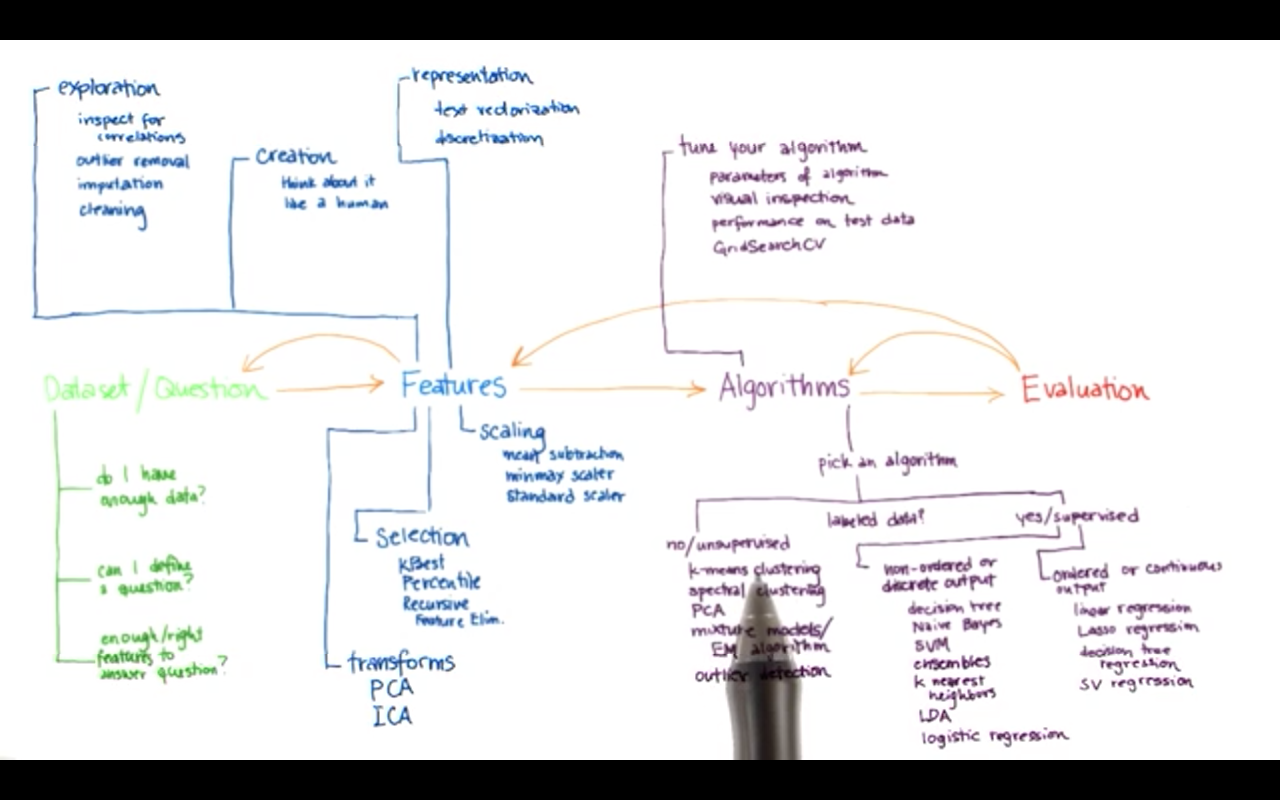 exploration
inspect for
correlations
outlier removal
imputation
cleaning
creation
think about it
like a human
representation
text vectorization
discretization
tune your algorithm
parameters of algorithm
visual inspection
performance on test data
GridSearchCV
Dataset/Question
Features
Algorithms
Evaluation
do I have
enough data?
can I define
a question?
enough/right
features to
answer question?
scaling
mean subtraction
minmax scaler
standard scaler
selection
KBest
Percentile
Recursive
Feature Elim.
transforms
PCA
ICA
pick an algorithm
labeled data?
no/unsupervised
k-means clustering
spectral clustering
PCA
mixture models/
EM algorithm
outlier detection
yes/supervised
non-ordered or
discrete output
decision tree
Naive Bayes
SVM
ensembles
k nearest
neighbors
LDA
logistic regression
ordered or continuous
output
linear regression
Lasso regression
decision tree
regression
SV regression